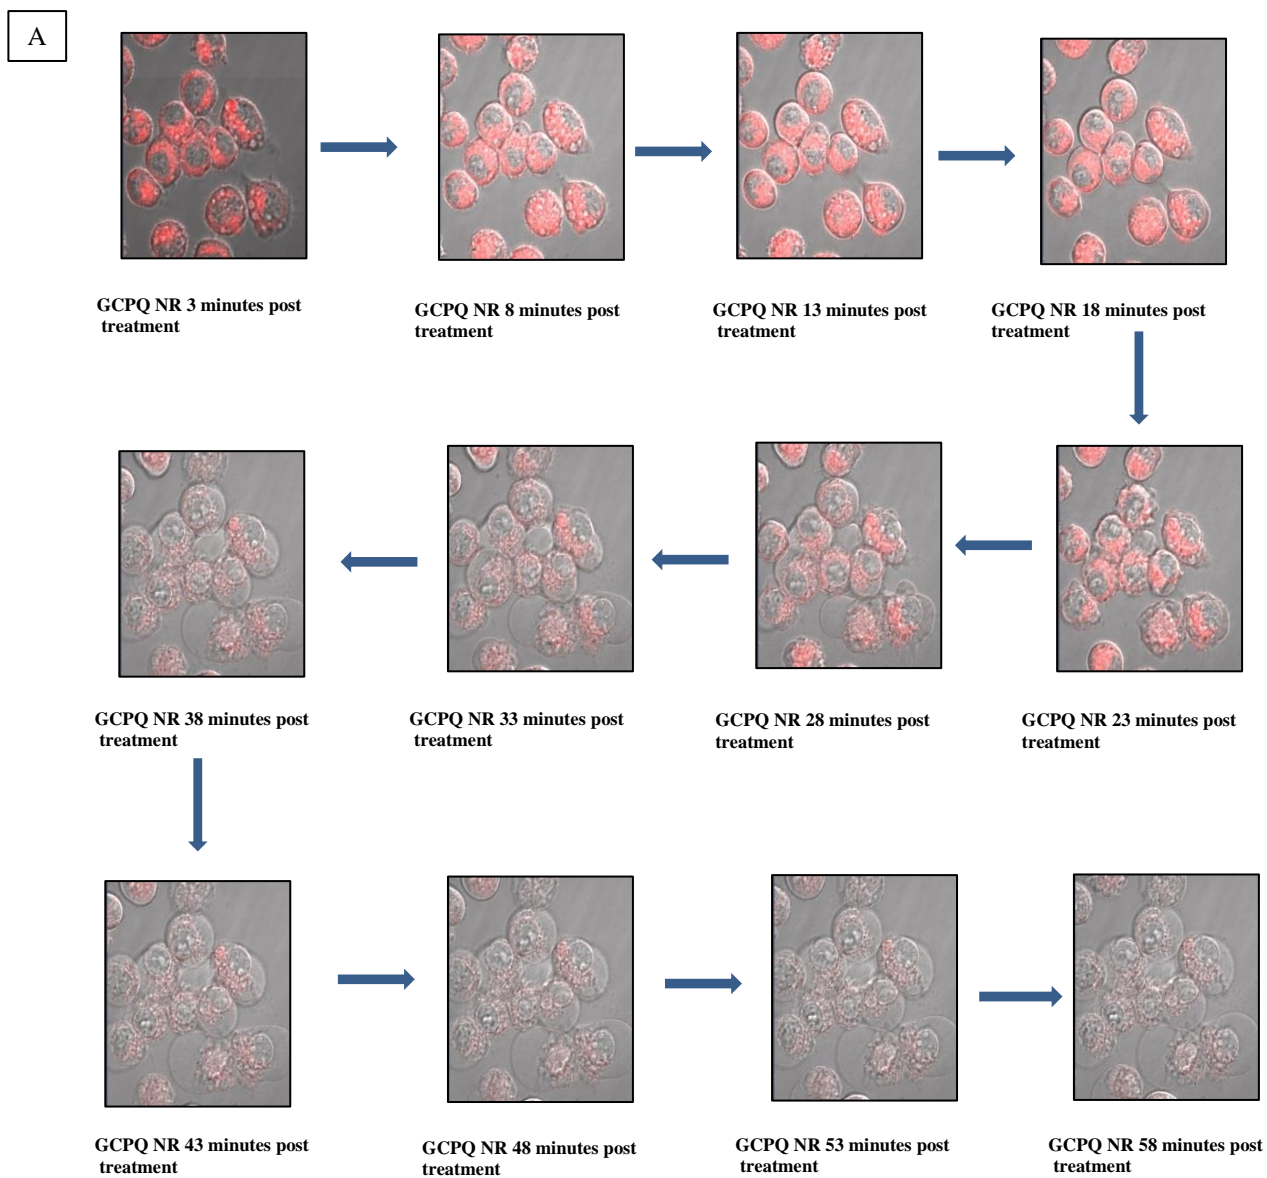 A
GCPQ NR 3 minutes post
treatment
GCPQ NR 8 minutes post
treatment
GCPQ NR 13 minutes post
treatment
GCPQ NR 18 minutes post
treatment
GCPQ NR 38 minutes post
treatment
GCPQ NR 33 minutes post
treatment
GCPQ NR 28 minutes post
treatment
GCPQ NR 23 minutes post
treatment
GCPQ NR 43 minutes post
treatment
GCPQ NR 48 minutes post
treatment
GCPQ NR 53 minutes post
treatment
GCPQ NR 58 minutes post
treatment